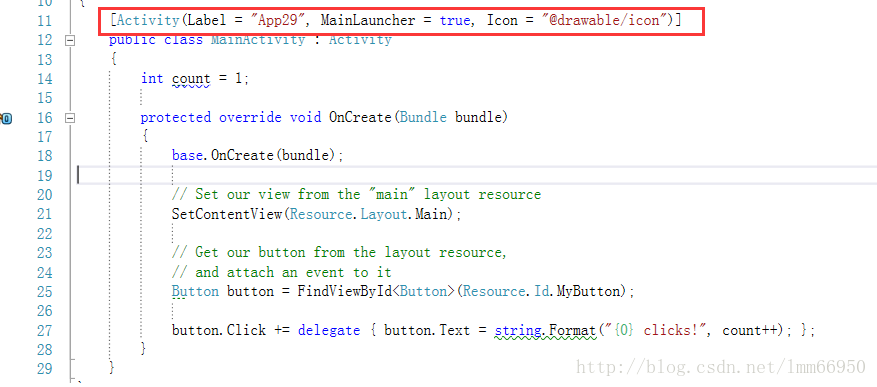 10 {
11 [Activity(Label = "App29", MainLauncher = true, Icon = "@drawable/icon")]
12 public class MainActivity : Activity
13 {
14 int count = 1;
15
16 protected override void OnCreate(Bundle bundle)
17 {
18 base.OnCreate(bundle);
19
20 // Set our view from the "main" layout resource
21 SetContentView(Resource.Layout.Main);
22
23 // Get our button from the layout resource,
24 // and attach an event to it
25 Button button = FindViewById<Button>(Resource.Id.MyButton);
26
27 button.Click += delegate { button.Text = string.Format("{0} clicks!", count++); };
28 }
29 }
http://blog.csdn.net/lmm66950